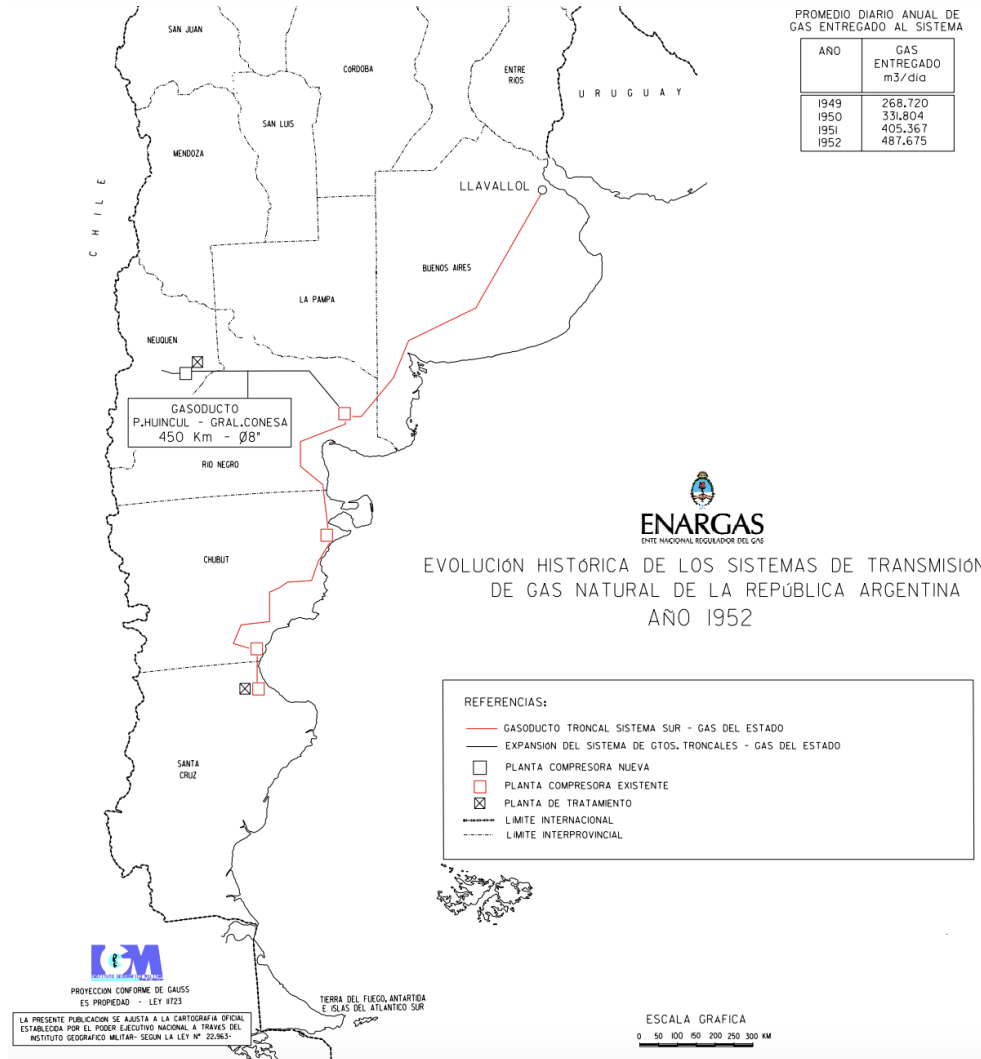 PROMEDIO DIARIO ANUAL DE
GAS ENTREGADO AL SISTEMA
AÑO
GAS
ENTREGADO
m3/día
1949 268.720
1950 331.804
1951 405.367
1952 487.675
SAN JUAN
CORDOBA
ENTRE
RIOS
URUGUAY
SAN LUIS
MENDOZA
CHILE
LLAVALLOL
BUENOS AIRES
LA PAMPA
NEUQUEN
GASODUCTO
P.HUINCUL - GRAL.CONESA
450 Km - Ø8"
RIO NEGRO
CHUBUT
SANTA
CRUZ
ENARGAS
ENTE NACIONAL REGULADOR DEL GAS
EVOLUCIÓN HISTÓRICA DE LOS SISTEMAS DE TRANSMISIÓN
DE GAS NATURAL DE LA REPÚBLICA ARGENTINA
AÑO 1952
REFERENCIAS:
GASODUCTO TRONCAL SISTEMA SUR - GAS DEL ESTADO
EXPANSIÓN DEL SISTEMA DE GTOS. TRONCALES - GAS DEL ESTADO
PLANTA COMPRESORA NUEVA
PLANTA COMPRESORA EXISTENTE
PLANTA DE TRATAMIENTO
LÍMITE INTERNACIONAL
LÍMITE INTERPROVINCIAL
IGM
INSTITUTO GEOGRAFICO MILITAR
PROYECCIÓN CONFORME DE GAUSS
ES PROPIEDAD - LEY 11723
LA PRESENTE PUBLICACION SE AJUSTA A LA CARTOGRAFIA OFICIAL
ESTABLECIDA POR EL PODER EJECUTIVO NACIONAL A TRAVES DEL
INSTITUTO GEOGRAFICO MILITAR- SEGUN LA LEY Nº 22.963-
TIERRA DEL FUEGO, ANTARTIDA
E ISLAS DEL ATLANTICO SUR
ESCALA GRAFICA
0 50 100 150 200 250 300 KM